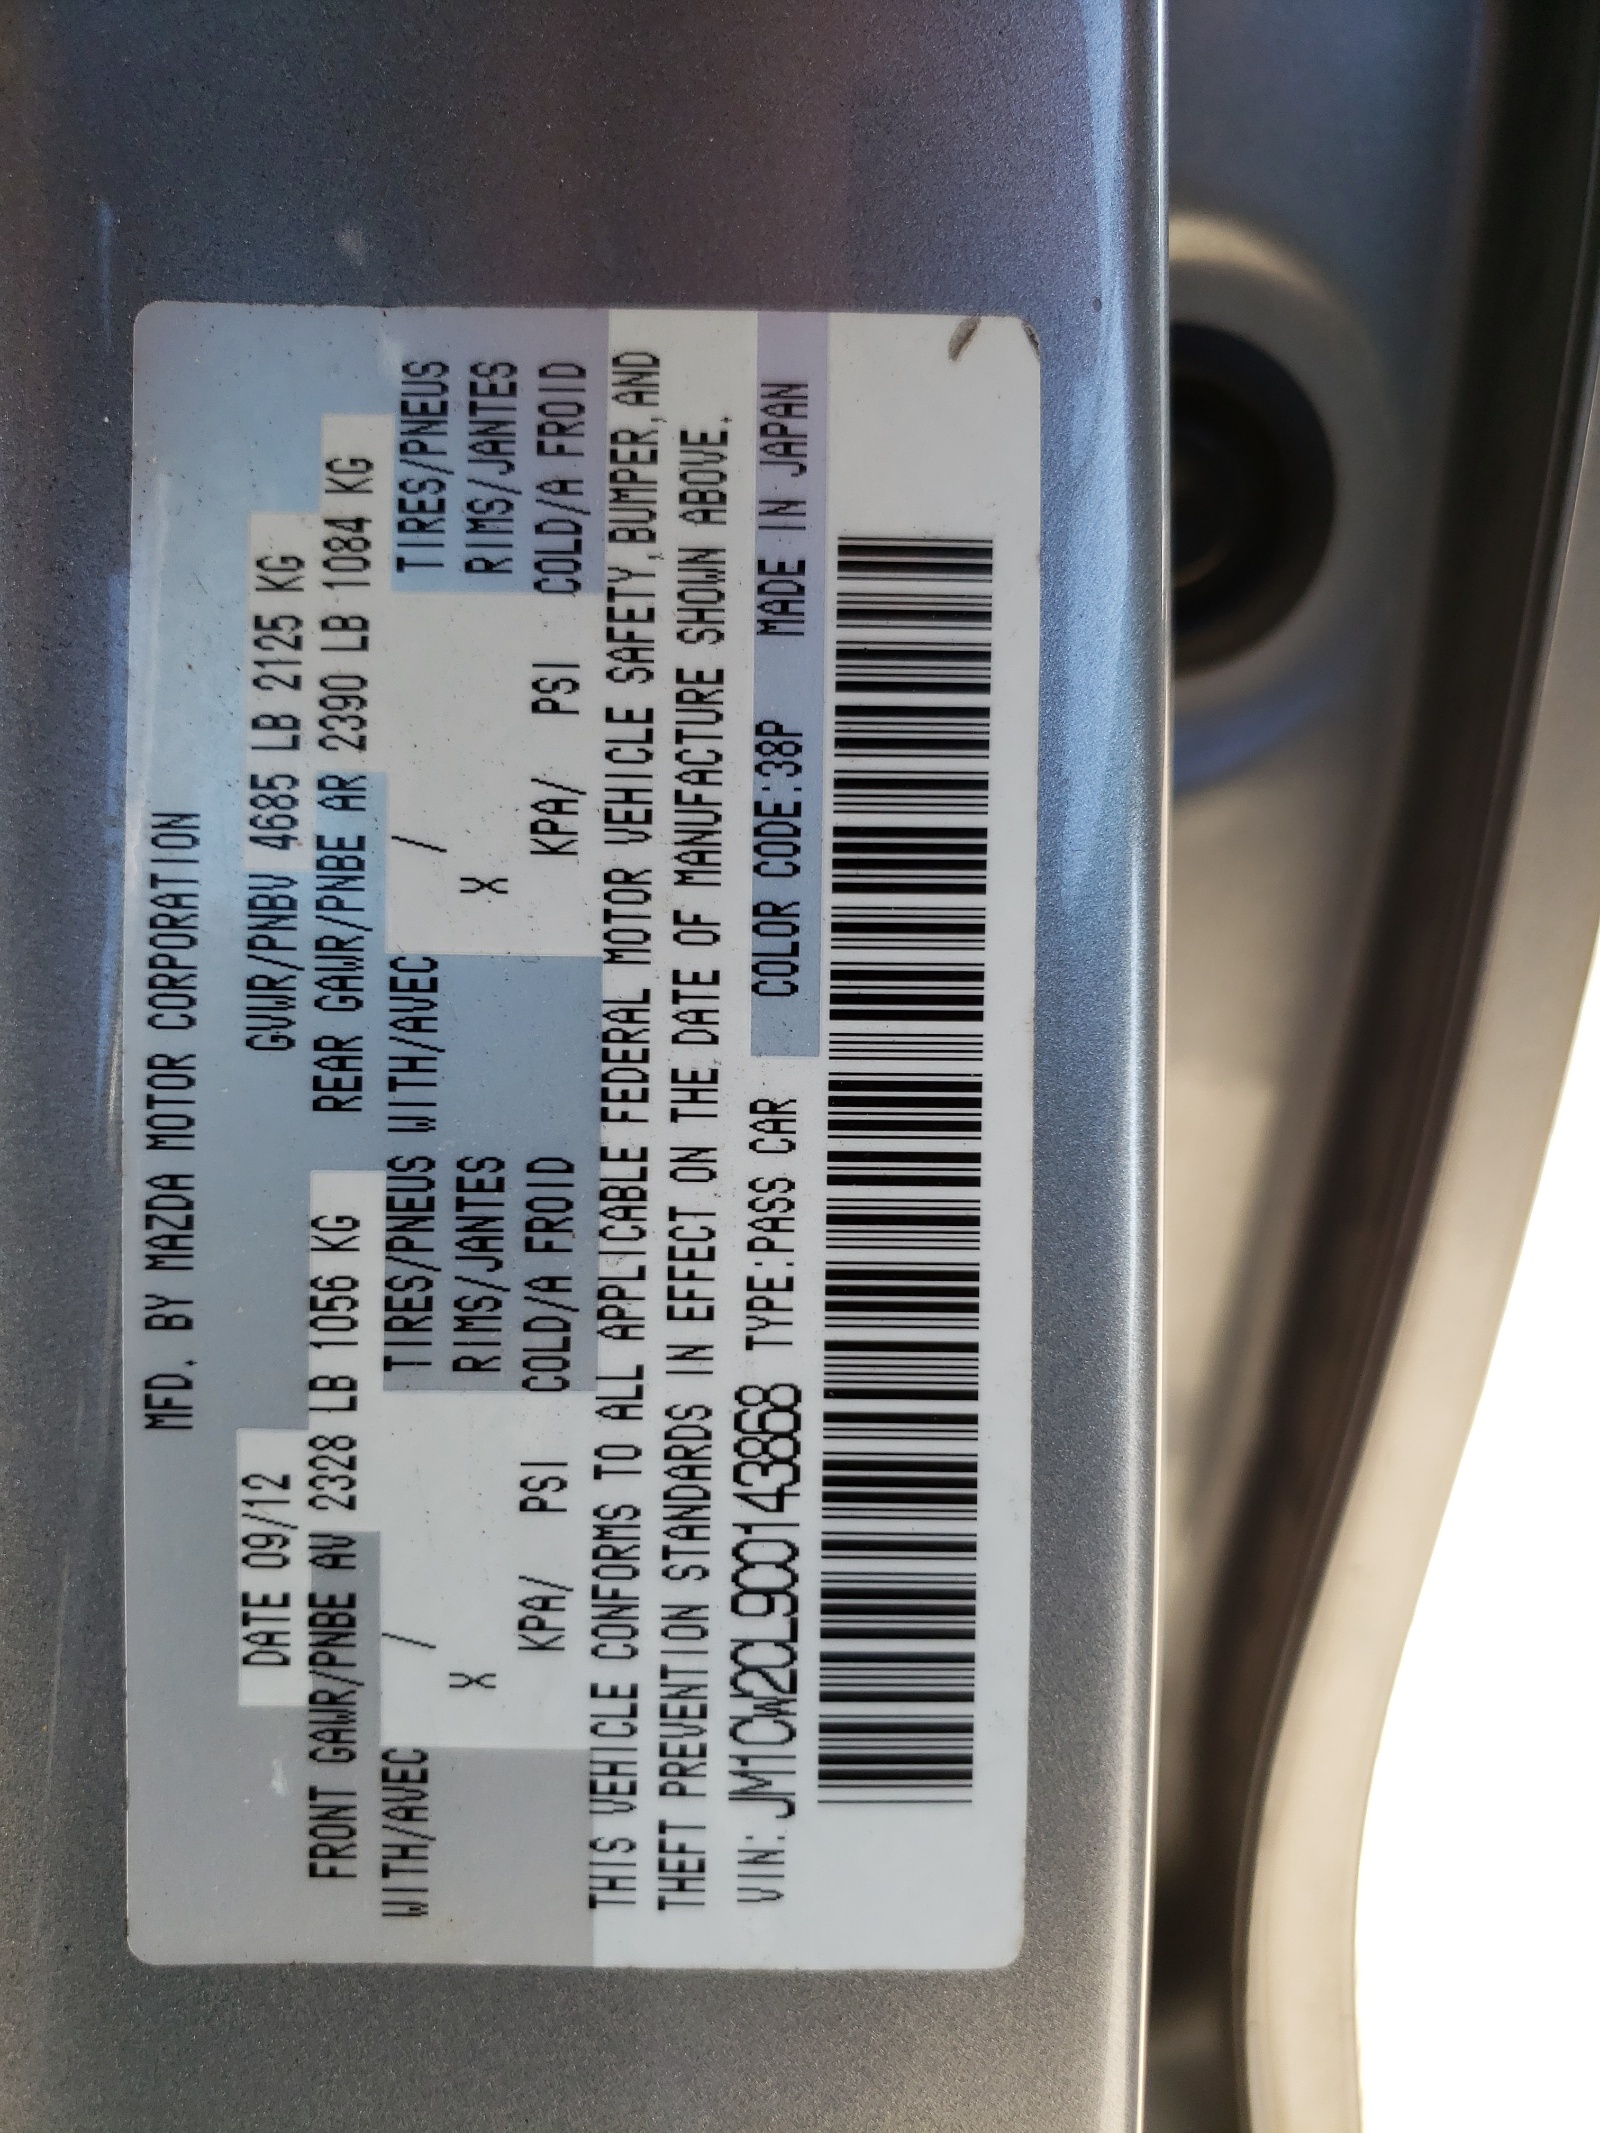 MFD. BY MAZDA MOTOR CORPORATION
DATE 09/12 GVWR/PNBV 4685 LB 2125 KG
FRONT GAWR/PNBE AV 2328 LB 1056 KG REAR GAWR/PNBE AR 2390 LB 1084 KG
WITH/AVEC / TIRES/PNEUS WITH/AVEC / TIRES/PNEUS
X RIMS/JANTES X RIMS/JANTES
KPA/ PSI COLD/A FROID KPA/ PSI COLD/A FROID
THIS VEHICLE CONFORMS TO ALL APPLICABLE FEDERAL MOTOR VEHICLE SAFETY,BUMPER,AND
THEFT PREVENTION STANDARDS IN EFFECT ON THE DATE OF MANUFACTURE SHOWN ABOVE.
VIN: JM1CW2CL9C0143868 TYPE:PASS CAR COLOR CODE:38P MADE IN JAPAN